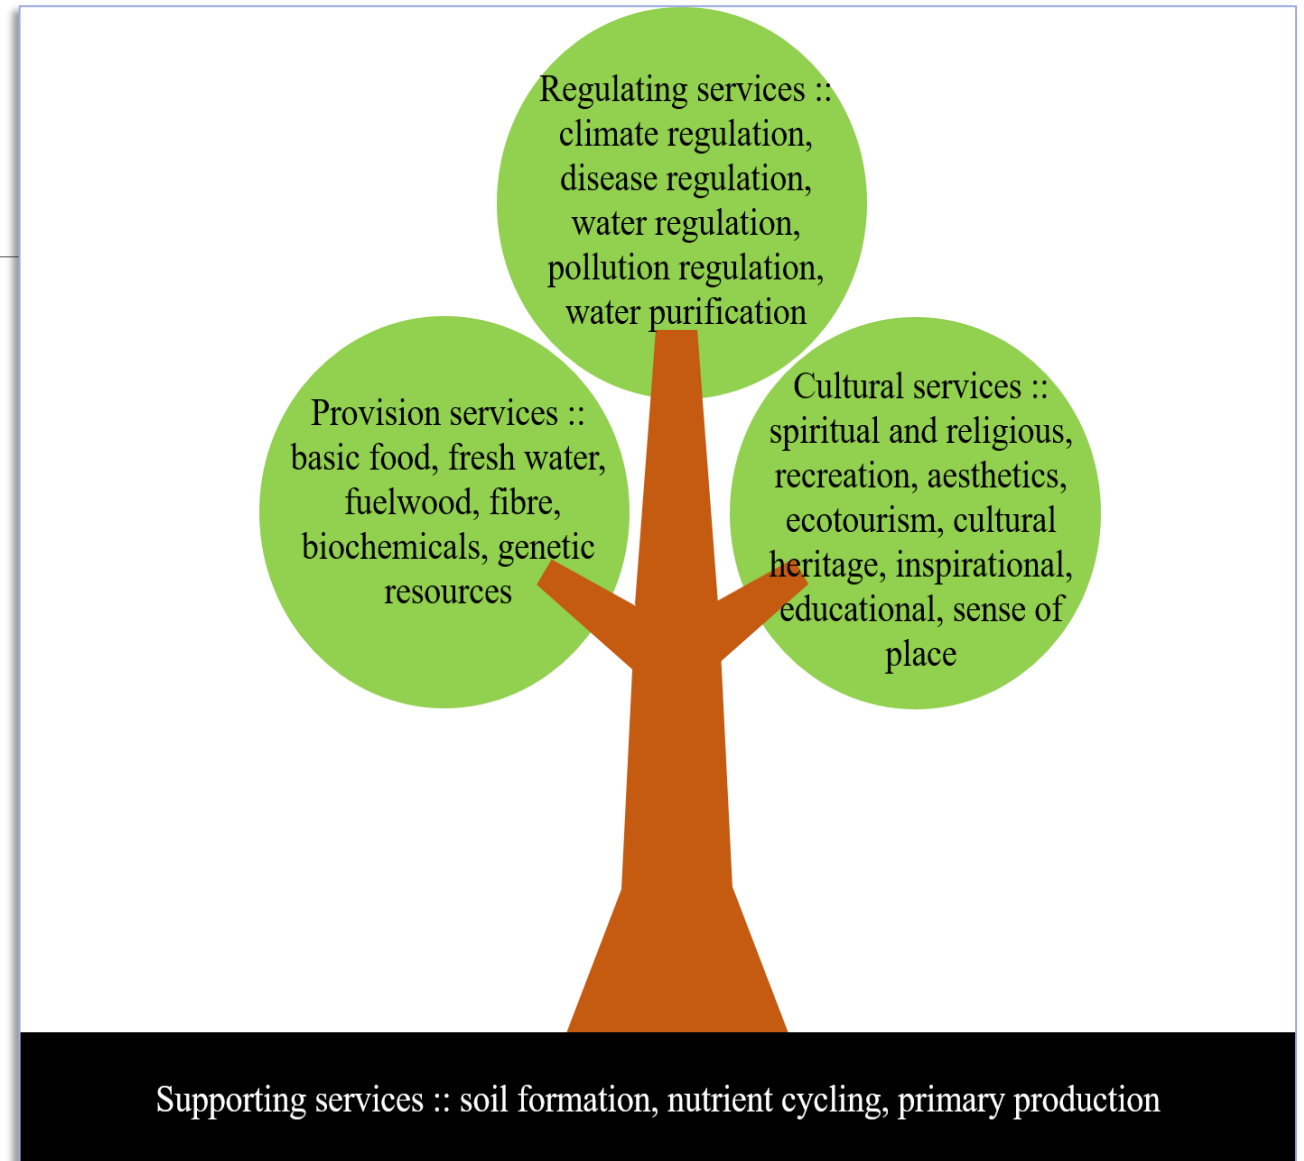 Regulating services ::
climate regulation,
disease regulation,
water regulation,
pollution regulation,
water purification
Provision services ::
basic food, fresh water,
fuelwood, fibre,
biochemicals, genetic
resources
Cultural services ::
spiritual and religious,
recreation, aesthetics,
ecotourism, cultural
heritage, inspirational,
educational, sense of
place
Supporting services :: soil formation, nutrient cycling, primary production